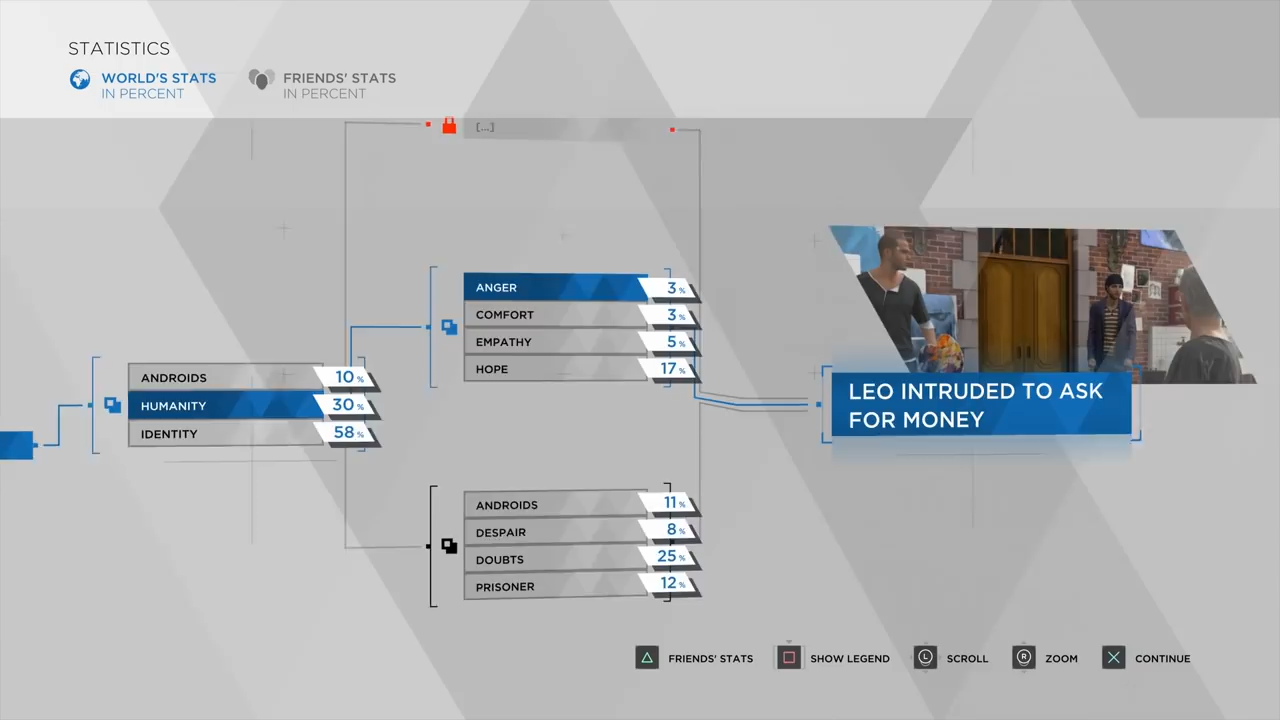 STATISTICS
WORLD'S STATS
IN PERCENT
FRIENDS' STATS
IN PERCENT
[...]
ANDROIDS 10%
HUMANITY 30%
IDENTITY 58%
ANGER 3%
COMFORT 3%
EMPATHY 5%
HOPE 17%
ANDROIDS 11%
DESPAIR 8%
DOUBTS 25%
PRISONER 12%
LEO INTRUDED TO ASK
FOR MONEY
FRIENDS' STATS
SHOW LEGEND
L SCROLL
R ZOOM
CONTINUE